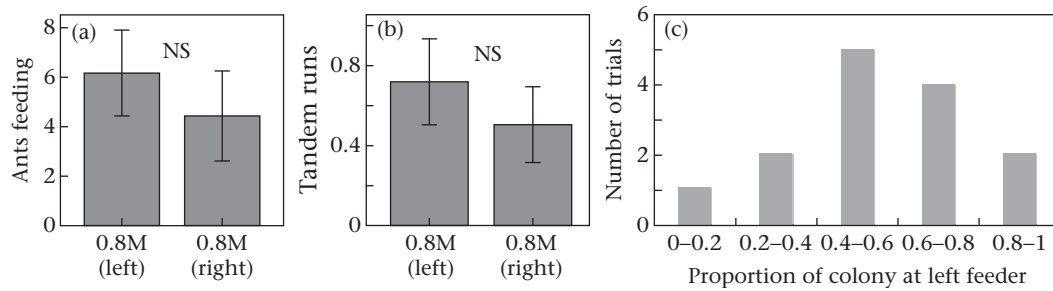 (a)
NS
Ants feeding
8
6
4
2
0
0.8M
(left)
0.8M
(right)
(b)
NS
Tandem runs
0.8
0.4
0
0.8M
(left)
0.8M
(right)
(c)
Number of trials
6
4
2
0
0–0.2
0.2–0.4
0.4–0.6
0.6–0.8
0.8–1
Proportion of colony at left feeder